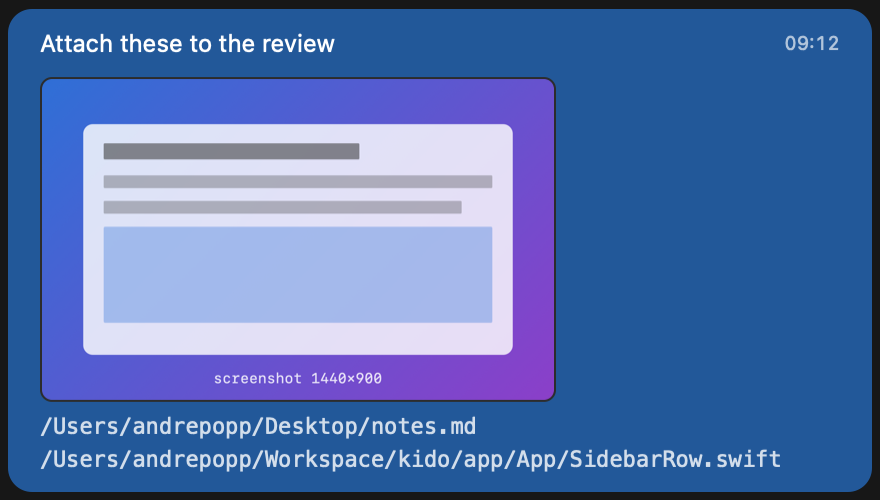 Attach these to the review
09:12
screenshot 1440×900
/Users/andrepopp/Desktop/notes.md
/Users/andrepopp/Workspace/kido/app/App/SidebarRow.swift